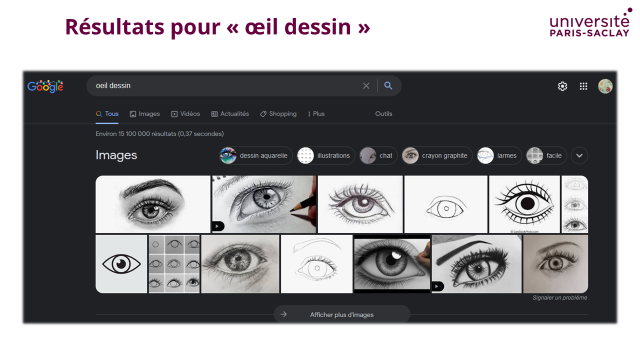 Résultats pour « œil dessin »
université
PARIS-SACLAY
Google
oeil dessin
Tous
Images
Vidéos
Actualités
Shopping
Plus
Outils
Environ 15 100 000 résultats (0,37 secondes)
Images
dessin aquarelle
illustrations
chat
crayon graphite
larmes
facile
Signaler un problème
Afficher plus d'images